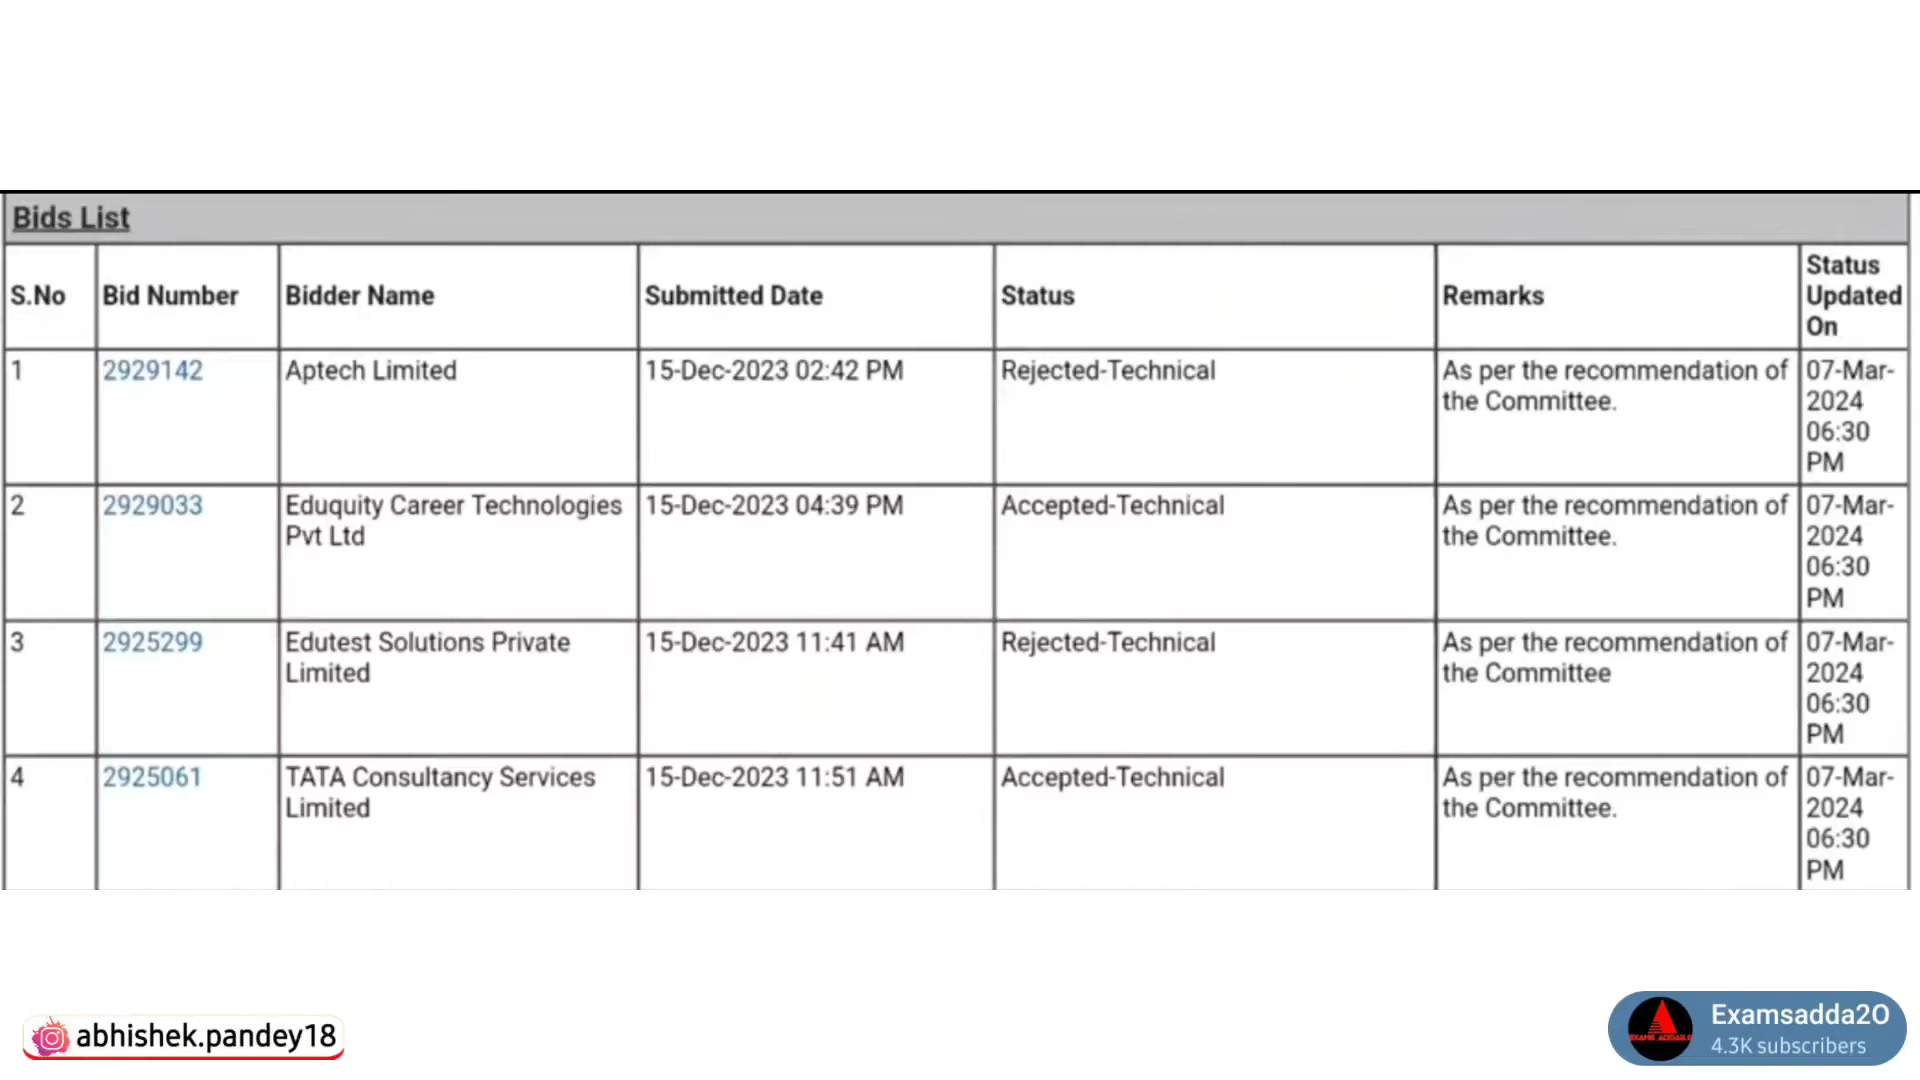 Bids List
S.No Bid Number Bidder Name Submitted Date Status Remarks Status Updated On
1 2929142 Aptech Limited 15-Dec-2023 02:42 PM Rejected-Technical As per the recommendation of the Committee. 07-Mar-2024 06:30 PM
2 2929033 Eduquity Career Technologies Pvt Ltd 15-Dec-2023 04:39 PM Accepted-Technical As per the recommendation of the Committee. 07-Mar-2024 06:30 PM
3 2925299 Edutest Solutions Private Limited 15-Dec-2023 11:41 AM Rejected-Technical As per the recommendation of the Committee 07-Mar-2024 06:30 PM
4 2925061 TATA Consultancy Services Limited 15-Dec-2023 11:51 AM Accepted-Technical As per the recommendation of the Committee. 07-Mar-2024 06:30 PM
abhishek.pandey18
Examsadda2O
4.3K subscribers